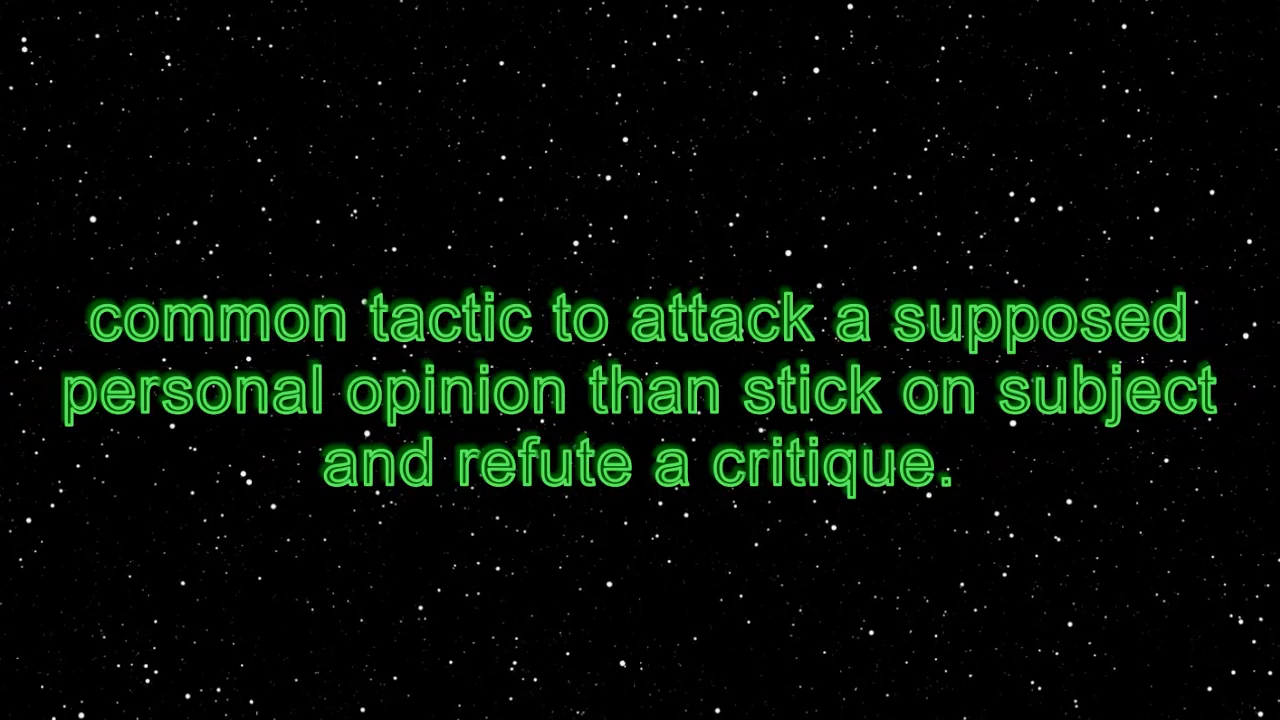 common tactic to attack a supposed
personal opinion than stick on subject
and refute a critique.